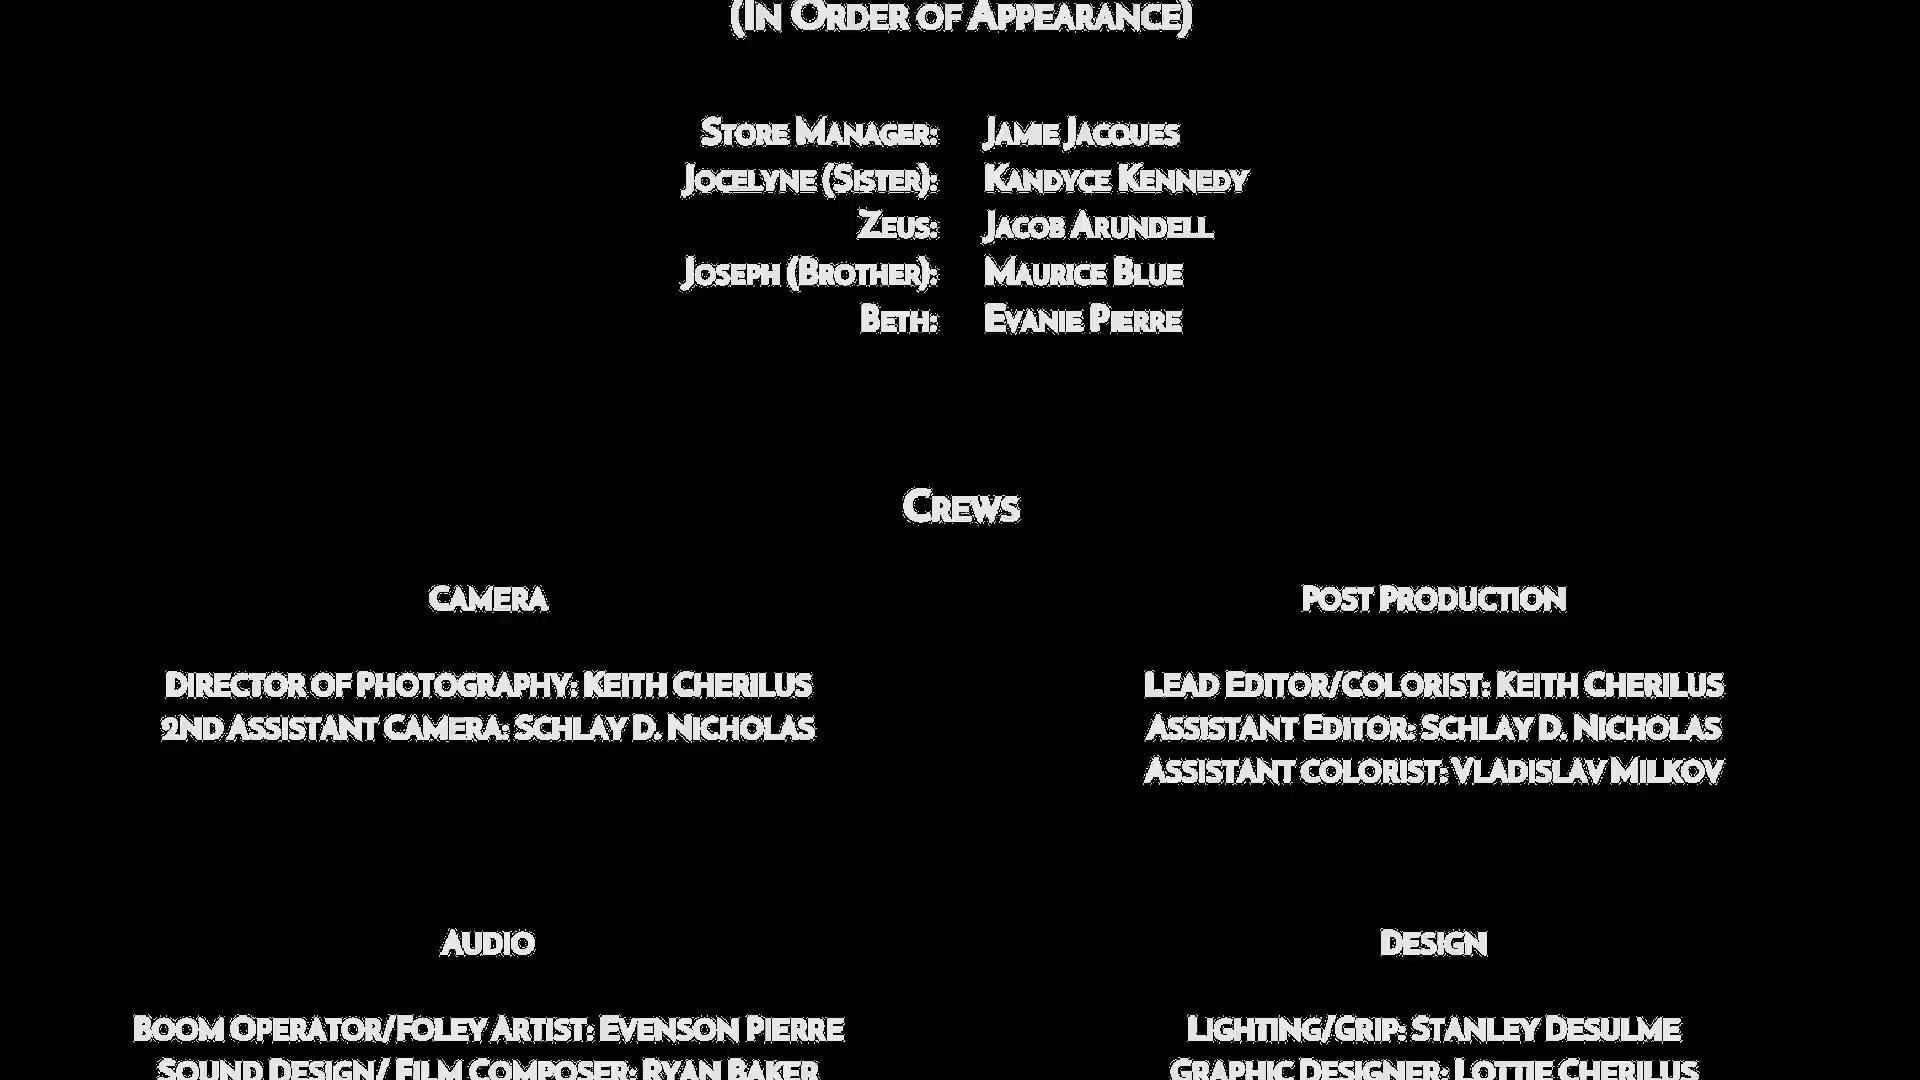 (In Order of Appearance)
Store Manager: Jamie Jacques
Jocelyne (Sister): Kandyce Kennedy
Zeus: Jacob Arundell
Joseph (Brother): Maurice Blue
Beth: Evanie Pierre
Crews
Camera
Director of Photography: Keith Cherilus
2nd Assistant Camera: Schlay D. Nicholas
Post Production
Lead Editor/Colorist: Keith Cherilus
Assistant Editor: Schlay D. Nicholas
Assistant colorist: Vladislav Milkov
Audio
Boom Operator/Foley Artist: Evenson Pierre
Sound Design/ Film Composer: Ryan Baker
Design
Lighting/Grip: Stanley Desulme
Graphic Designer: Lottie Cherilus